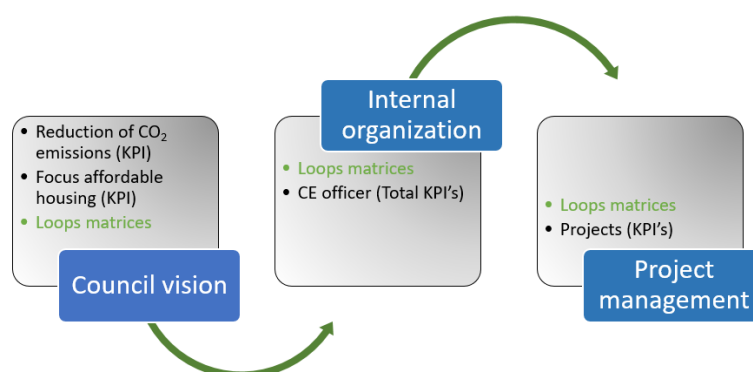 • Reduction of CO₂
emissions (KPI)
• Focus affordable
housing (KPI)
• Loops matrices
Council vision
Internal
organization
• Loops matrices
• CE officer (Total KPI's)
• Loops matrices
• Projects (KPI's)
Project
management